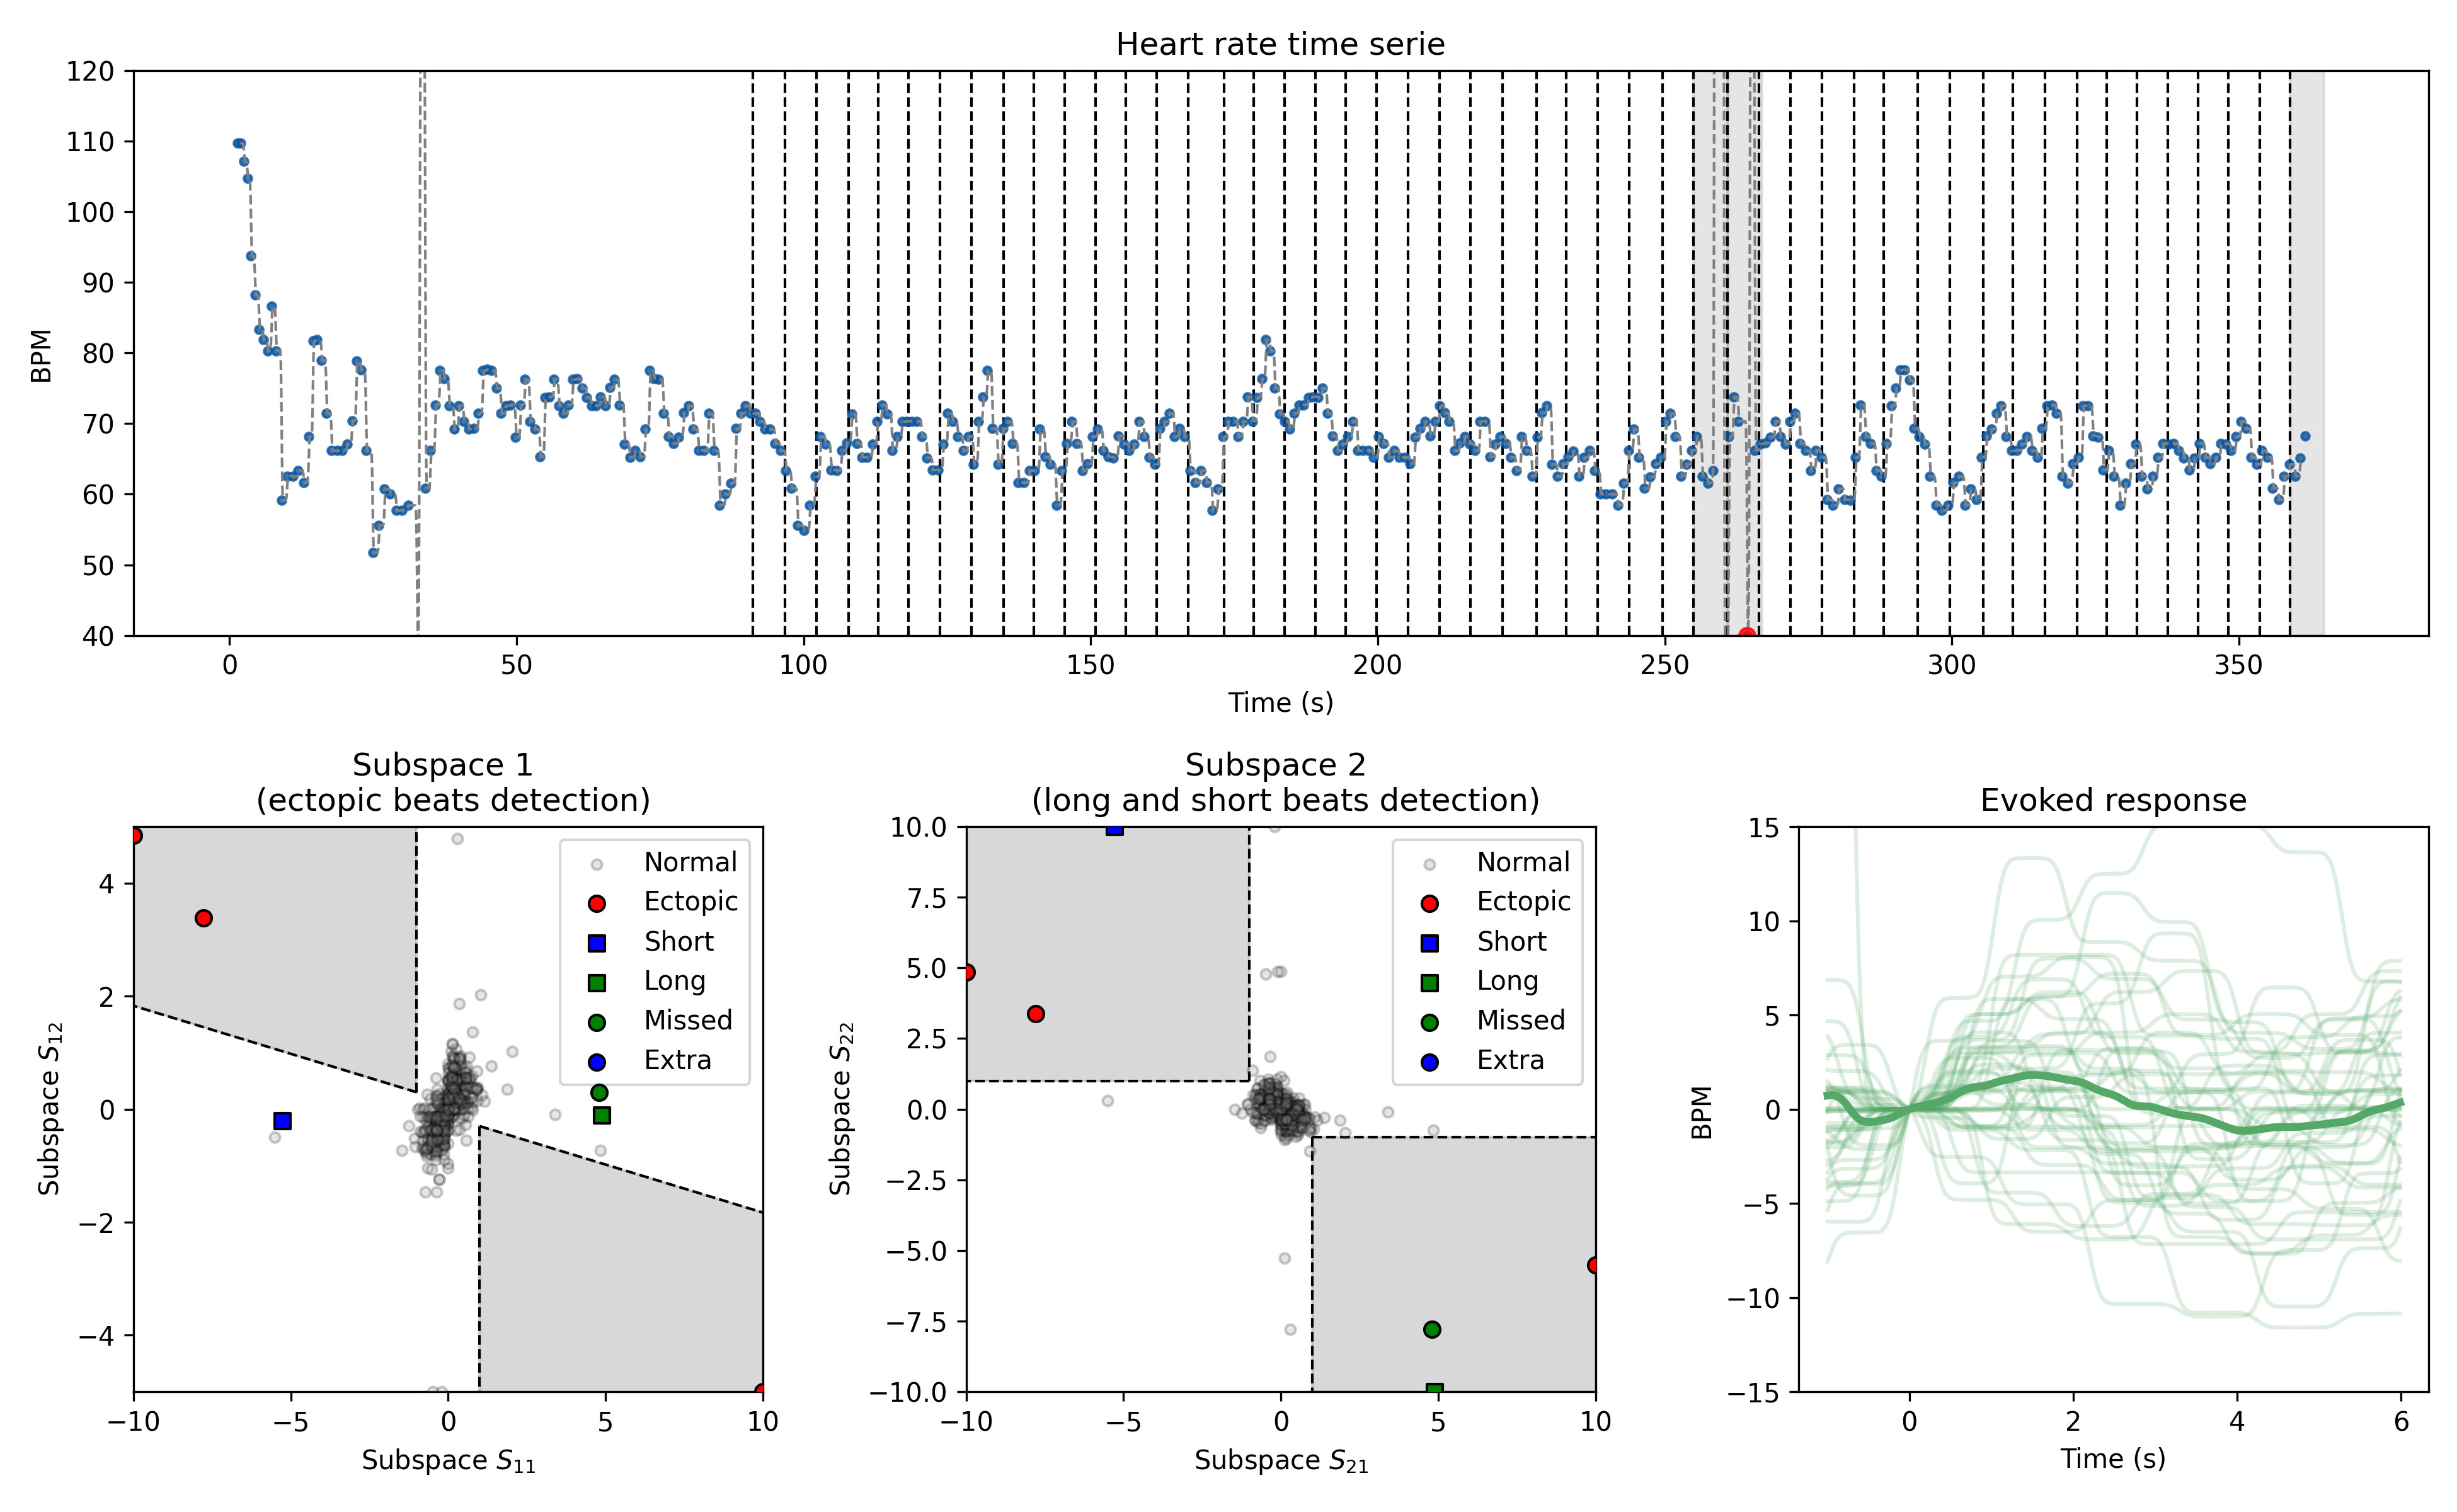 Heart rate time serie
120
110
100
90
80
70
60
50
40
BPM
0 50 100 150 200 250 300 350
Time (s)
Subspace 1
(ectopic beats detection)
4
2
0
−2
−4
Subspace S₁₂
Normal
Ectopic
Short
Long
Missed
Extra
−10 −5 0 5 10
Subspace S₁₁
Subspace 2
(long and short beats detection)
10.0
7.5
5.0
2.5
0.0
−2.5
−5.0
−7.5
−10.0
Subspace S₂₂
Normal
Ectopic
Short
Long
Missed
Extra
−10 −5 0 5 10
Subspace S₂₁
Evoked response
15
10
5
0
−5
−10
−15
BPM
0 2 4 6
Time (s)